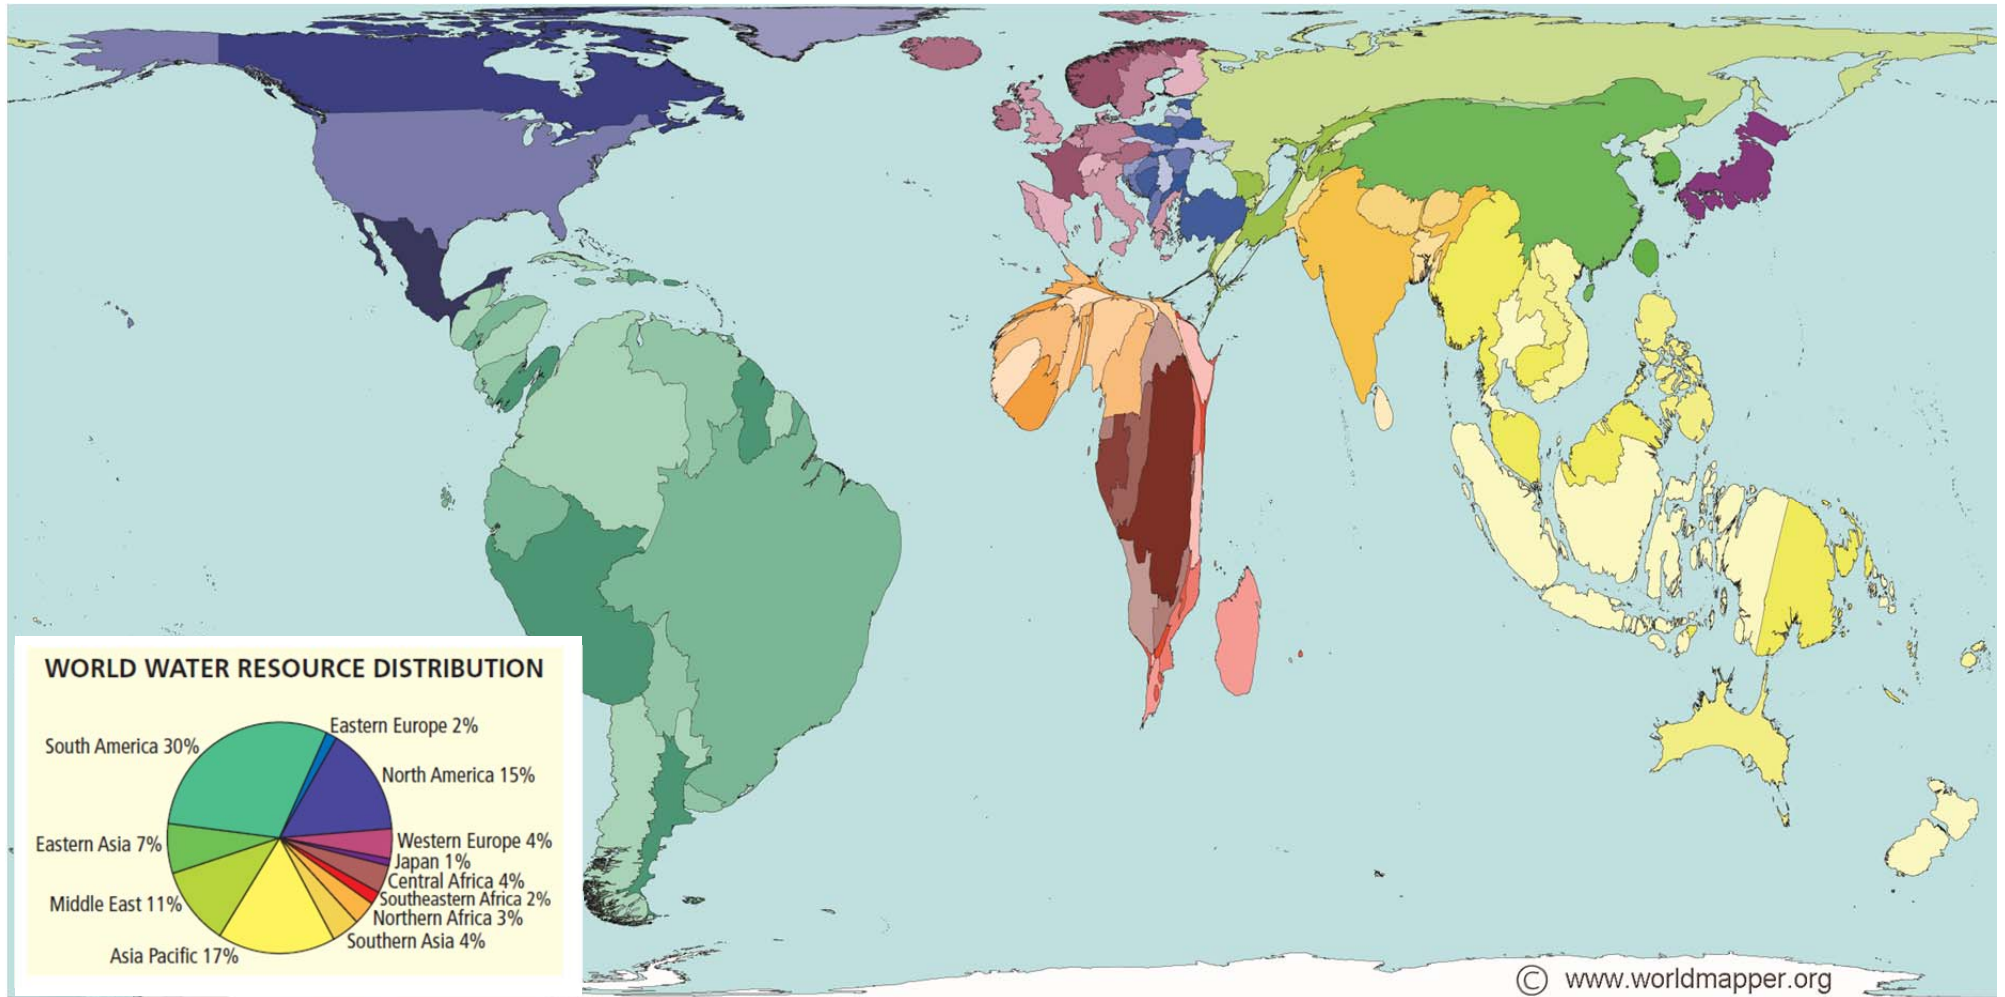 WORLD WATER RESOURCE DISTRIBUTION
Eastern Europe 2%
South America 30%
North America 15%
Western Europe 4%
Eastern Asia 7%
Japan 1%
Central Africa 4%
Southeastern Africa 2%
Middle East 11%
Northern Africa 3%
Southern Asia 4%
Asia Pacific 17%
© www.worldmapper.org